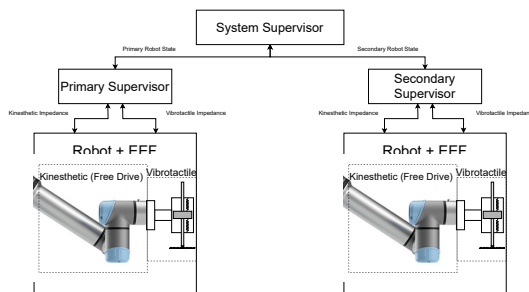 System Supervisor
Primary Robot State
Secondary Robot State
Primary Supervisor
Secondary
Supervisor
Kinesthetic Impedance
Vibrotactile Impedance
Kinesthetic Impedance
Vibrotactile Impedance
Robot + EEF
Robot + EEF
Kinesthetic (Free Drive)
Vibrotactile
Kinesthetic (Free Drive)
Vibrotactile